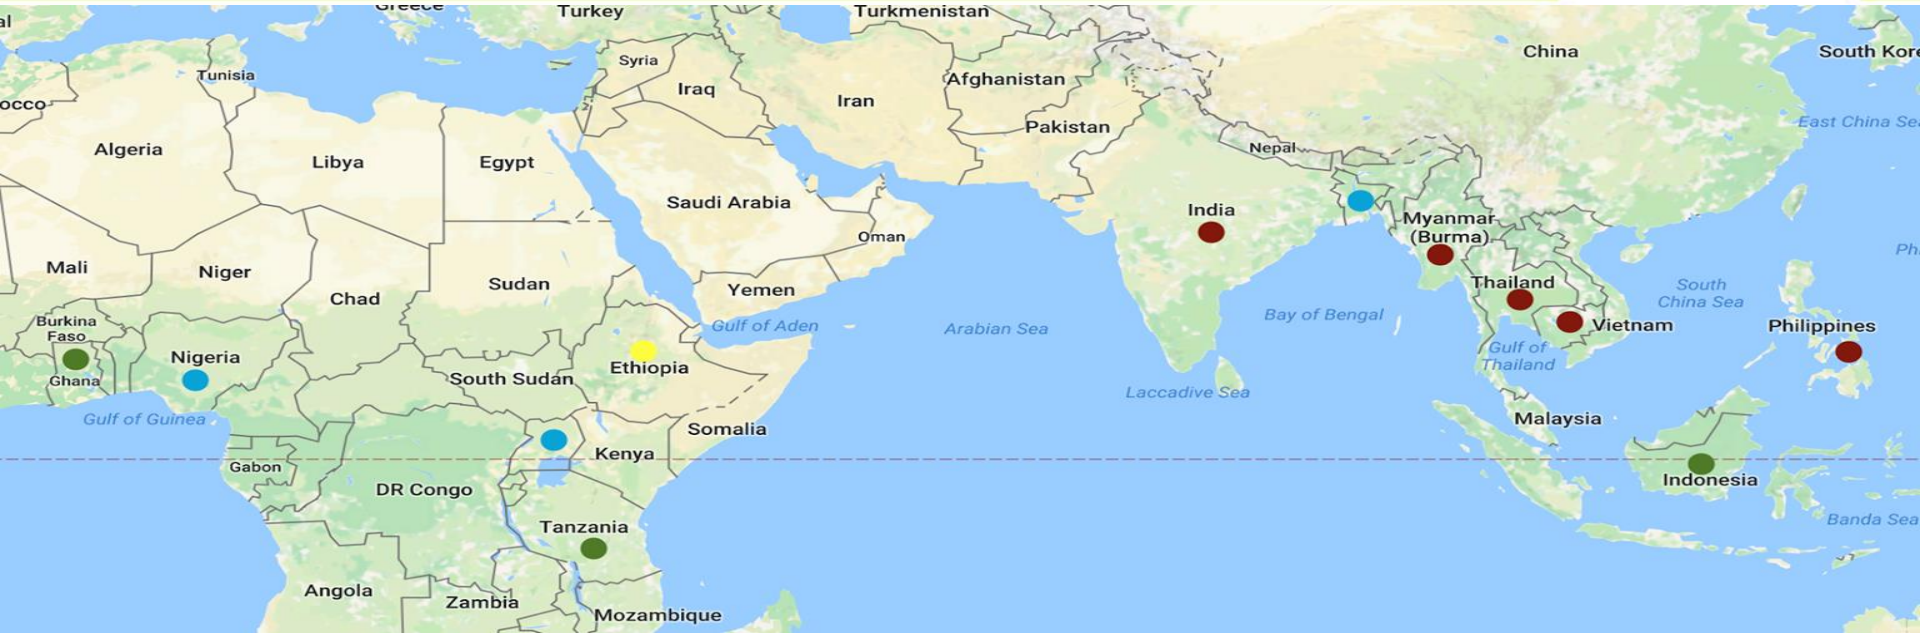 Greece
Turkey
Turkmenistan
China
South Kore
Syria
Tunisia
Afghanistan
Iraq
Iran
occo
East China Sea
Pakistan
Algeria
Nepal
Libya
Egypt
Saudi Arabia
India
Myanmar
(Burma)
Oman
Mali
Niger
Sudan
Thailand
South
China Sea
Yemen
Chad
Burkina
Faso
Gulf of Aden
Arabian Sea
Bay of Bengal
Vietnam
Philippines
Nigeria
Gulf of
Thailand
Ethiopia
Ghana
South Sudan
Laccadive Sea
Gulf of Guinea
Malaysia
Somalia
Kenya
Gabon
DR Congo
Indonesia
Banda Sea
Tanzania
Angola
Zambia
Mozambique